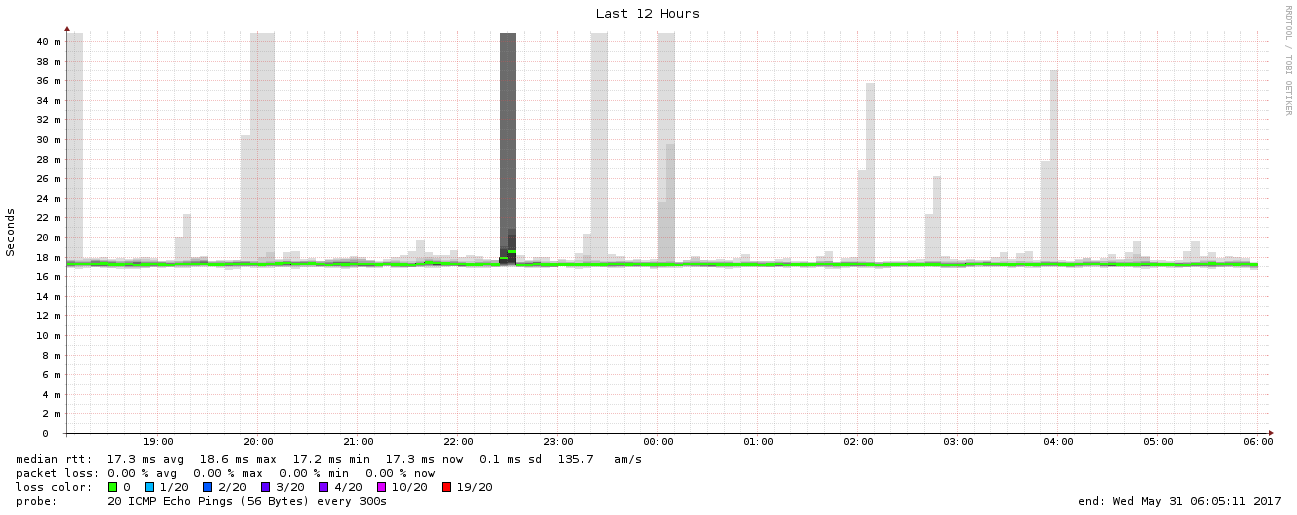 Last 12 Hours
RRDTOOL / TOBI OETIKER
Seconds
40 m
38 m
36 m
34 m
32 m
30 m
28 m
26 m
24 m
22 m
20 m
18 m
16 m
14 m
12 m
10 m
8 m
6 m
4 m
2 m
0
19:00 20:00 21:00 22:00 23:00 00:00 01:00 02:00 03:00 04:00 05:00 06:00
median rtt: 17.3 ms avg 18.6 ms max 17.2 ms min 17.3 ms now 0.1 ms sd 135.7 am/s
packet loss: 0.00 % avg 0.00 % max 0.00 % min 0.00 % now
loss color: 0 1/20 2/20 3/20 4/20 10/20 19/20
probe: 20 ICMP Echo Pings (56 Bytes) every 300s end: Wed May 31 06:05:11 2017